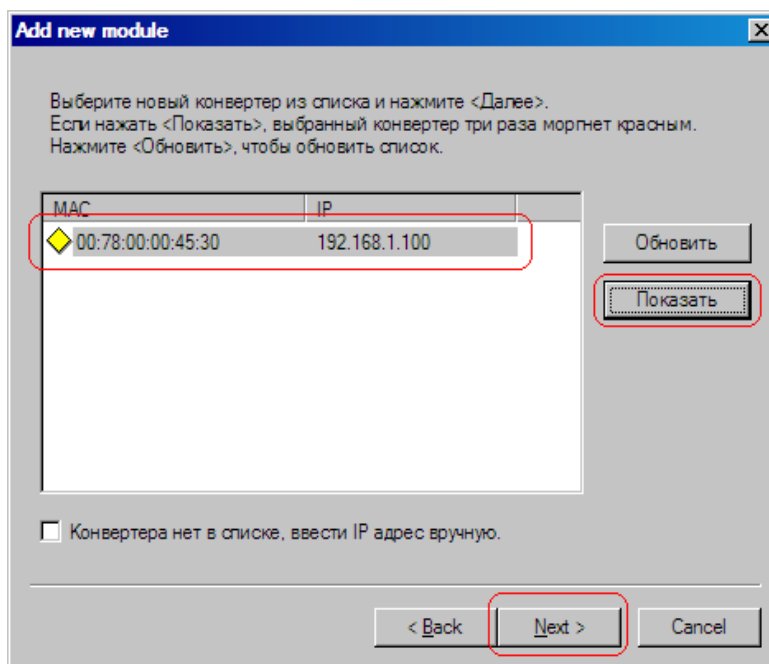 Add new module
Выберите новый конвертер из списка и нажмите <Далее>.
Если нажать <Показать>, выбранный конвертер три раза моргнет красным.
Нажмите <Обновить>, чтобы обновить список.
MAC IP
00:78:00:00:45:30 192.168.1.100
Обновить
Показать
Конвертера нет в списке, ввести IP адрес вручную.
< Back Next > Cancel